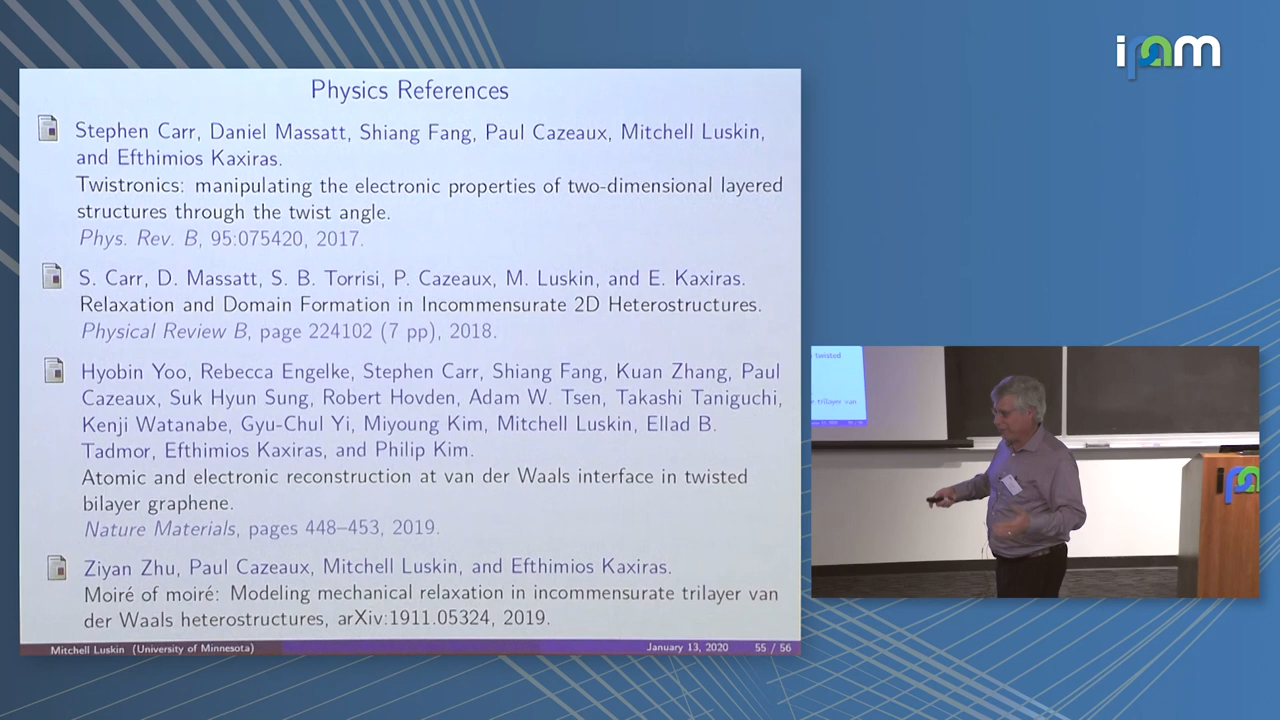 ipam
Physics References
Stephen Carr, Daniel Massatt, Shiang Fang, Paul Cazeaux, Mitchell Luskin,
and Efthimios Kaxiras.
Twistronics: manipulating the electronic properties of two-dimensional layered
structures through the twist angle.
Phys. Rev. B, 95:075420, 2017.
S. Carr, D. Massatt, S. B. Torrisi, P. Cazeaux, M. Luskin, and E. Kaxiras.
Relaxation and Domain Formation in Incommensurate 2D Heterostructures.
Physical Review B, page 224102 (7 pp), 2018.
Hyobin Yoo, Rebecca Engelke, Stephen Carr, Shiang Fang, Kuan Zhang, Paul
Cazeaux, Suk Hyun Sung, Robert Hovden, Adam W. Tsen, Takashi Taniguchi,
Kenji Watanabe, Gyu-Chul Yi, Miyoung Kim, Mitchell Luskin, Ellad B.
Tadmor, Efthimios Kaxiras, and Philip Kim.
Atomic and electronic reconstruction at van der Waals interface in twisted
bilayer graphene.
Nature Materials, pages 448–453, 2019.
Ziyan Zhu, Paul Cazeaux, Mitchell Luskin, and Efthimios Kaxiras.
Moiré of moiré: Modeling mechanical relaxation in incommensurate trilayer van
der Waals heterostructures, arXiv:1911.05324, 2019.
Mitchell Luskin (University of Minnesota) January 13, 2020 55 / 56
twisted
trilayer van